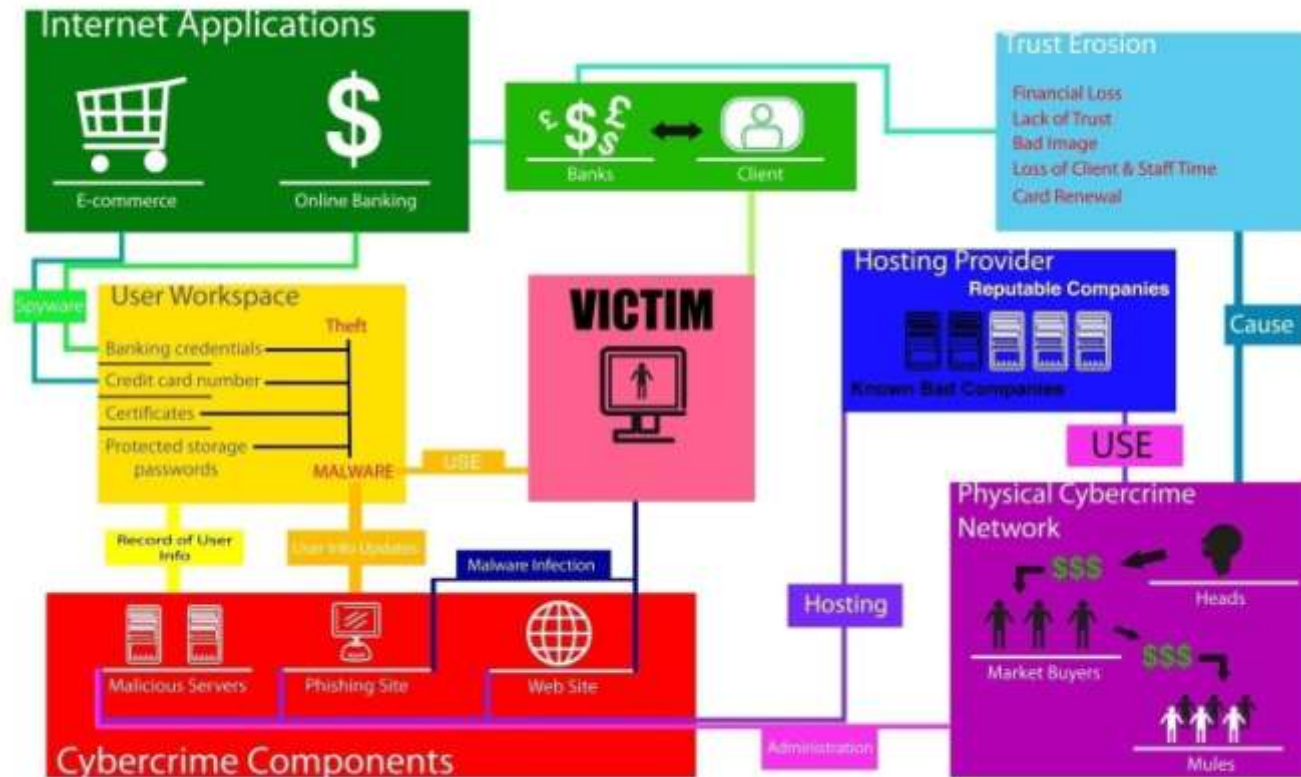 Internet Applications
E-commerce
Online Banking
$
£ $ £ $
Banks
Client
Trust Erosion
Financial Loss
Lack of Trust
Bad Image
Loss of Client & Staff Time
Card Renewal
Spyware
User Workspace
Theft
Banking credentials
Credit card number
Certificates
Protected storage
passwords
MALWARE
USE
VICTIM
Hosting Provider
Reputable Companies
Known Bad Companies
Cause
USE
Record of User
Info
User Info Updates
Malware Infection
Hosting
Physical Cybercrime
Network
$$$
Heads
Market Buyers
$$$
Mules
Malicious Servers
Phishing Site
Web Site
Administration
Cybercrime Components